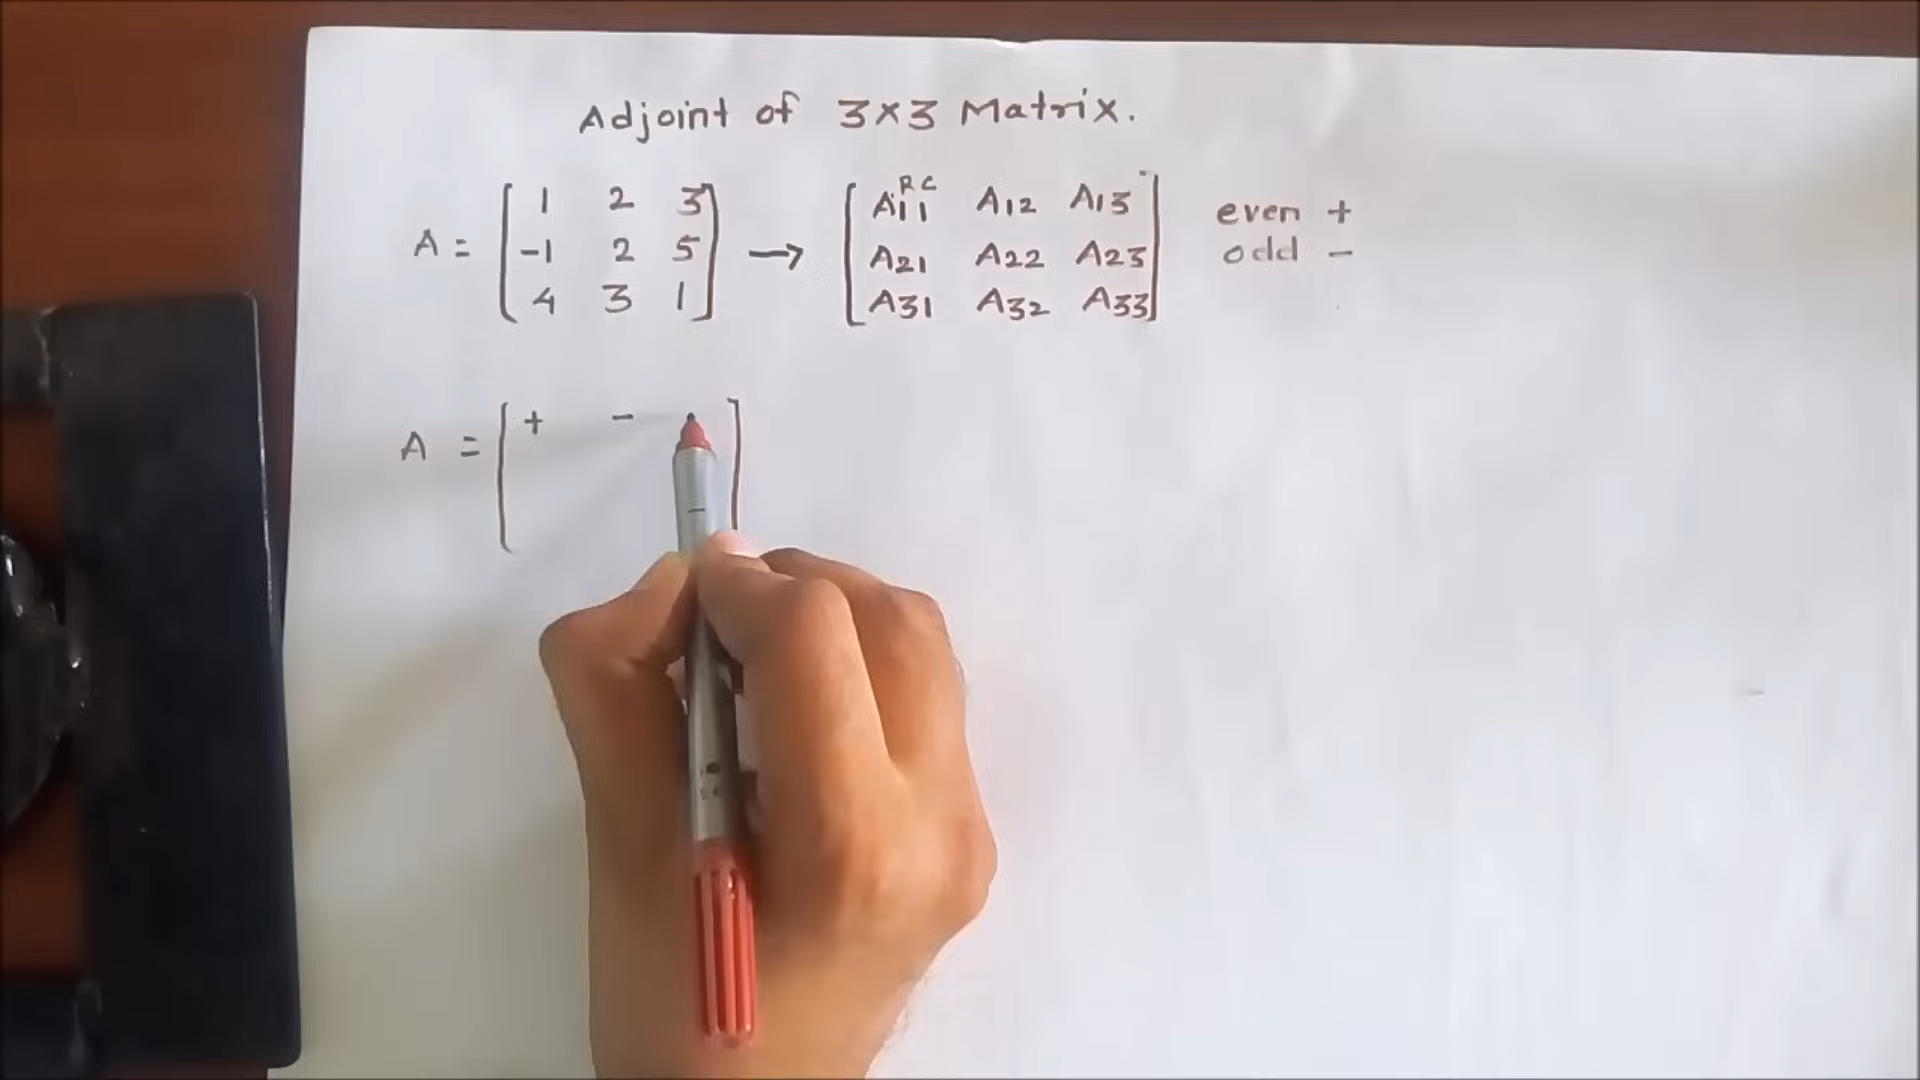 Adjoint of 3×3 Matrix.
A = [ 1 2 3 ] → [ A11 A12 A13 ] even +
R C
[ -1 2 5 ] [ A21 A22 A23 ] odd -
[ 4 3 1 ] [ A31 A32 A33 ]
A = [ + - ]